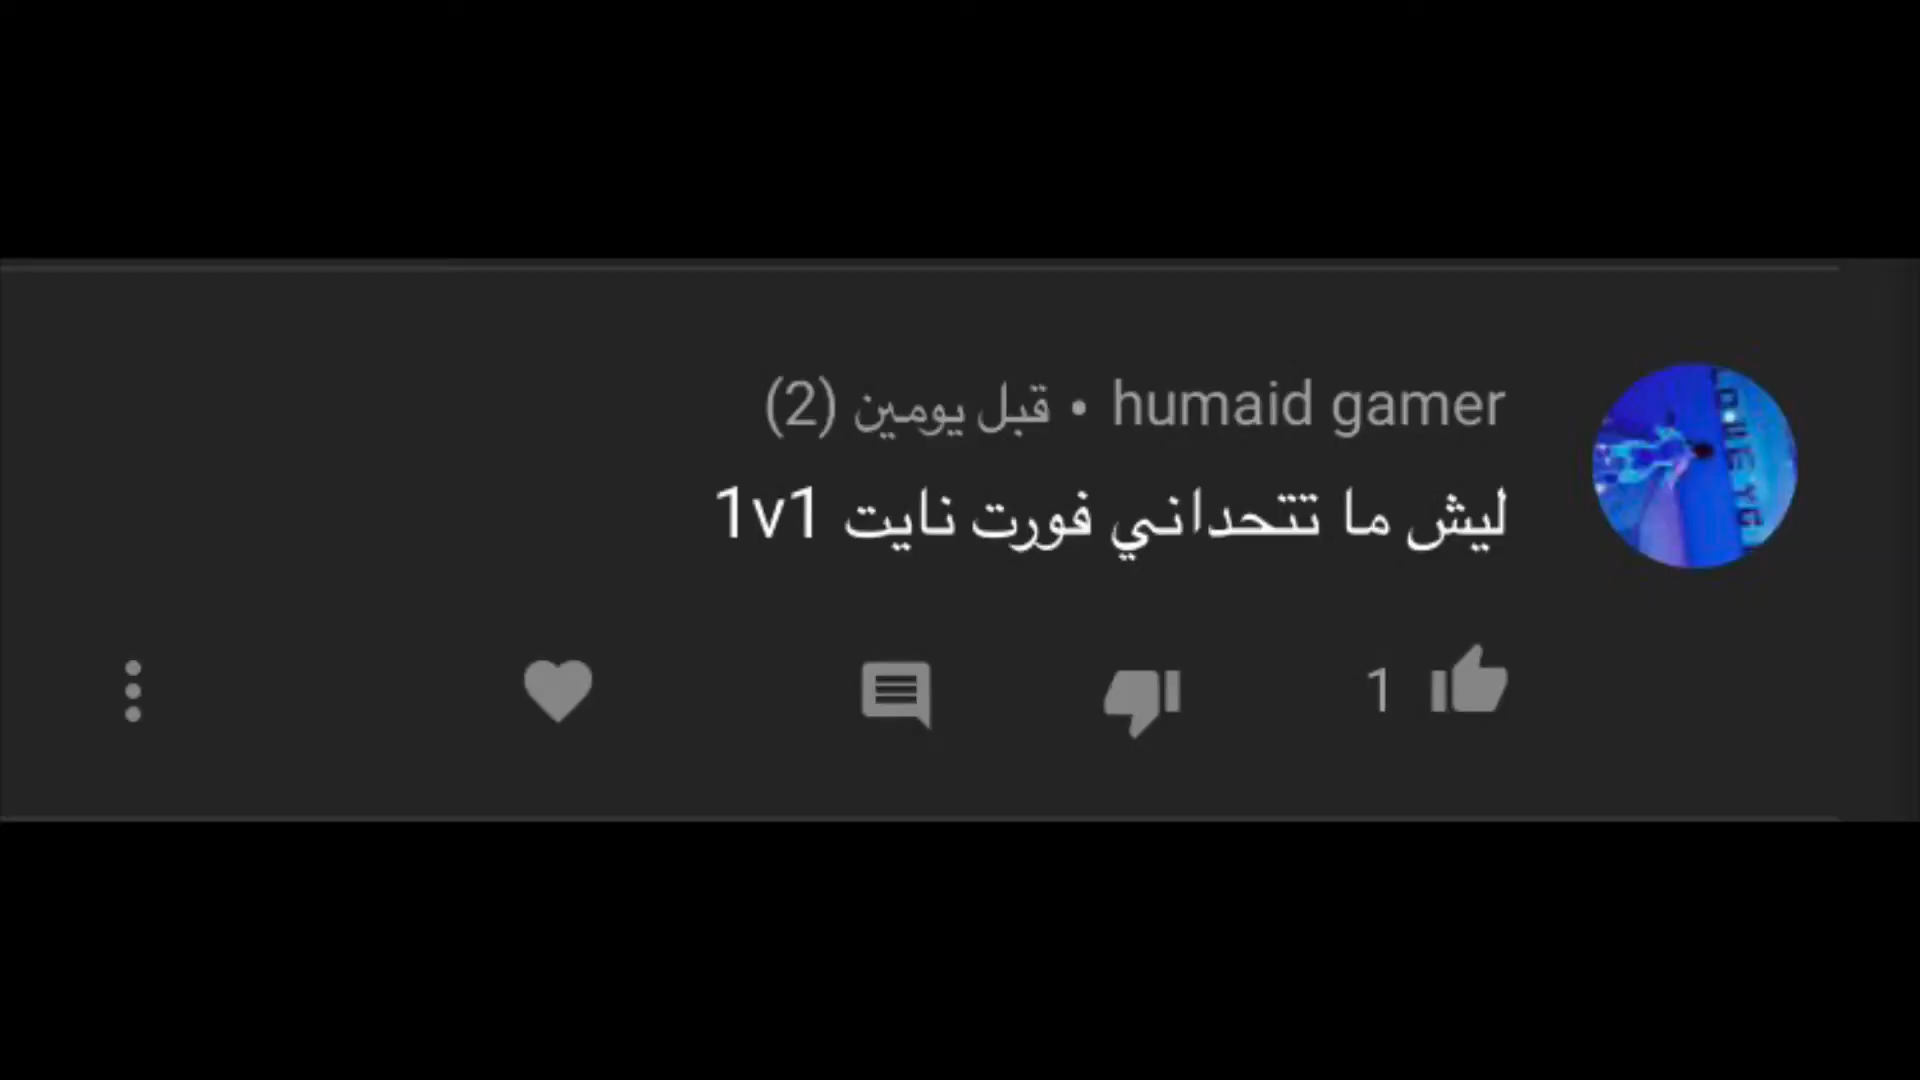 humaid gamer • قبل يومين (2)
ليش ما تتحداني فورت نايت 1v1
1